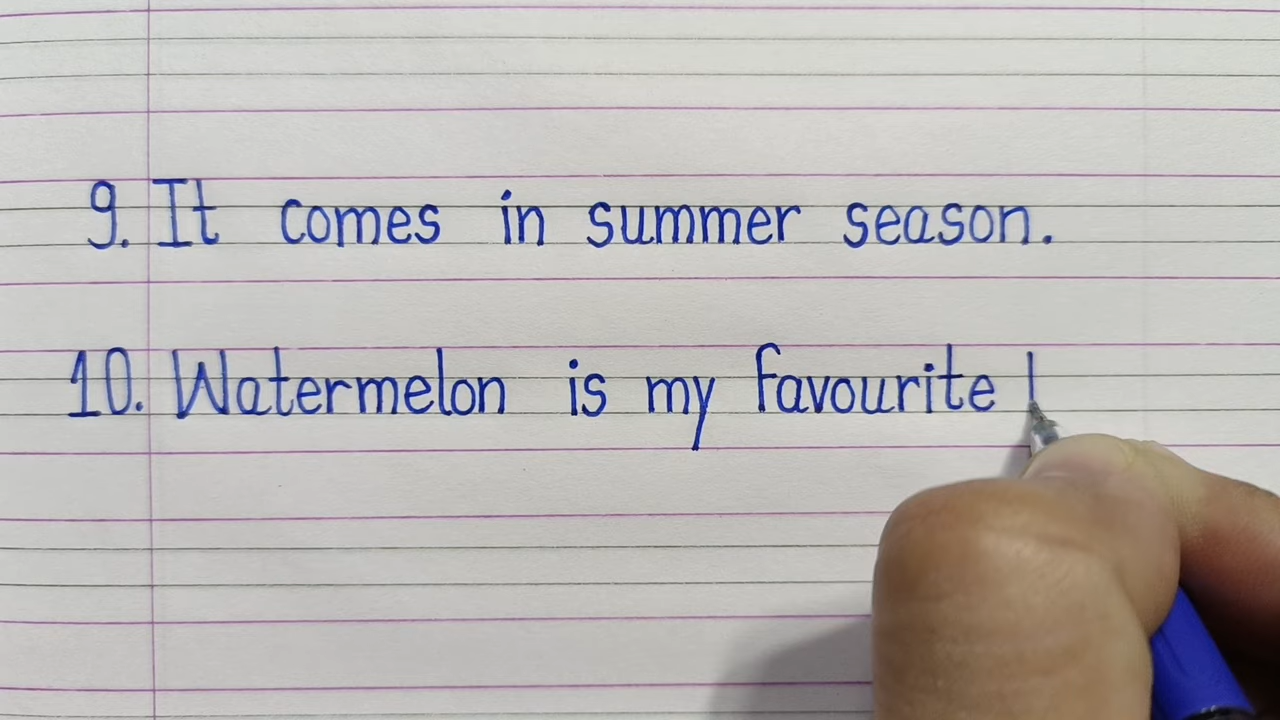 9. It comes in summer season.
10. Watermelon is my favourite